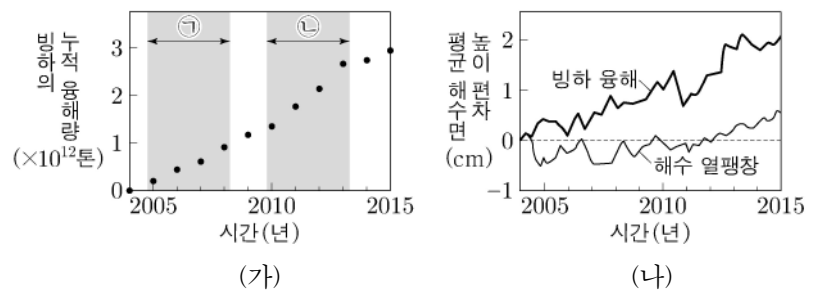 빙하의
누적 융해량
(×10¹²톤)
3
2
1
0
㉠
㉡
2005
2010
2015
시간(년)
(가)
평균 해수면
높이 편차
(cm)
2
1
0
−1
빙하 융해
해수 열팽창
2005
2010
2015
시간(년)
(나)